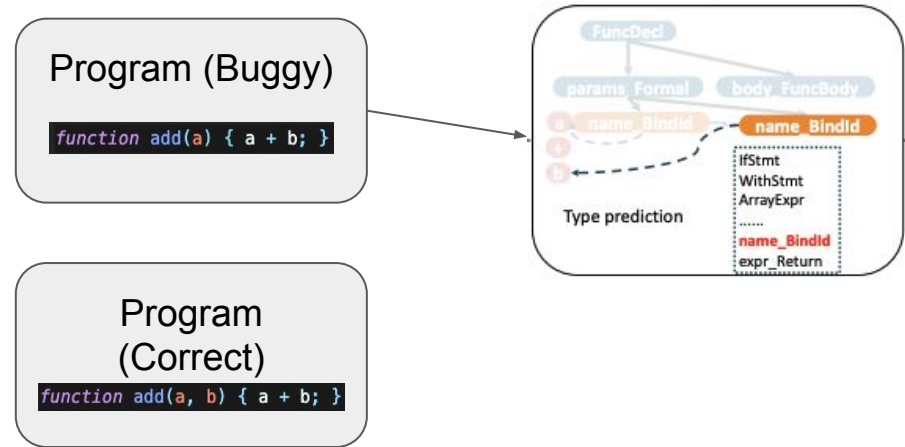 Program (Buggy)
function add(a) { a + b; }
Program
(Correct)
function add(a, b) { a + b; }
FuncDecl
params_Formal body_FuncBody
a name_BindId name_BindId
+
b
IfStmt
WithStmt
ArrayExpr
......
name_BindId
expr_Return
Type prediction